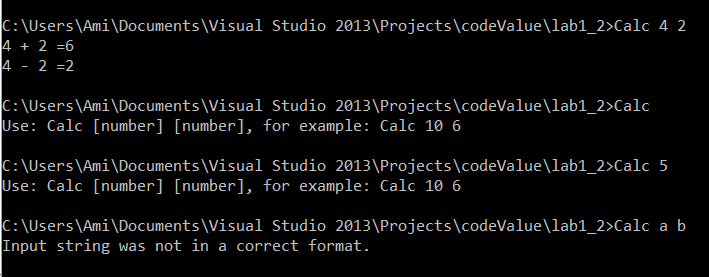 C:\Users\Ami\Documents\Visual Studio 2013\Projects\codeValue\lab1_2>Calc 4 2
4 + 2 =6
4 - 2 =2
C:\Users\Ami\Documents\Visual Studio 2013\Projects\codeValue\lab1_2>Calc
Use: Calc [number] [number], for example: Calc 10 6
C:\Users\Ami\Documents\Visual Studio 2013\Projects\codeValue\lab1_2>Calc 5
Use: Calc [number] [number], for example: Calc 10 6
C:\Users\Ami\Documents\Visual Studio 2013\Projects\codeValue\lab1_2>Calc a b
Input string was not in a correct format.